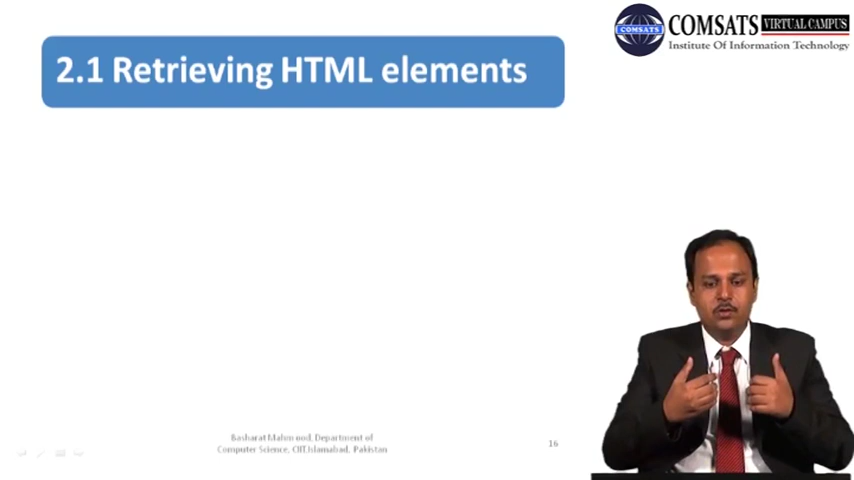 COMSATS VIRTUAL CAMPUS
COMSATS
Institute Of Information Technology
2.1 Retrieving HTML elements
Basharat Mahmood, Department of
Computer Science, CIIT,Islamabad, Pakistan
16